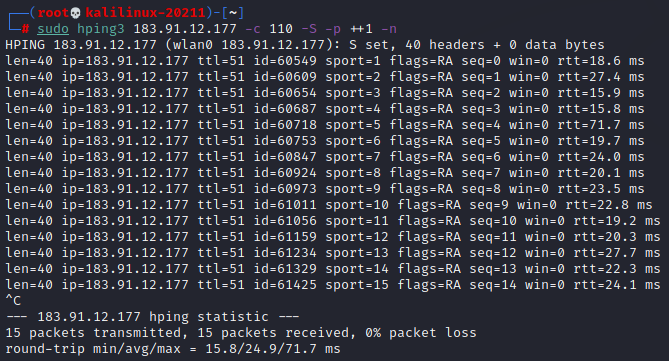 ┌──(root💀kalilinux-20211)-[~]
└─# sudo hping3 183.91.12.177 -c 110 -S -p ++1 -n
HPING 183.91.12.177 (wlan0 183.91.12.177): S set, 40 headers + 0 data bytes
len=40 ip=183.91.12.177 ttl=51 id=60549 sport=1 flags=RA seq=0 win=0 rtt=18.6 ms
len=40 ip=183.91.12.177 ttl=51 id=60609 sport=2 flags=RA seq=1 win=0 rtt=27.4 ms
len=40 ip=183.91.12.177 ttl=51 id=60654 sport=3 flags=RA seq=2 win=0 rtt=15.9 ms
len=40 ip=183.91.12.177 ttl=51 id=60687 sport=4 flags=RA seq=3 win=0 rtt=15.8 ms
len=40 ip=183.91.12.177 ttl=51 id=60718 sport=5 flags=RA seq=4 win=0 rtt=71.7 ms
len=40 ip=183.91.12.177 ttl=51 id=60753 sport=6 flags=RA seq=5 win=0 rtt=19.7 ms
len=40 ip=183.91.12.177 ttl=51 id=60847 sport=7 flags=RA seq=6 win=0 rtt=24.0 ms
len=40 ip=183.91.12.177 ttl=51 id=60924 sport=8 flags=RA seq=7 win=0 rtt=20.1 ms
len=40 ip=183.91.12.177 ttl=51 id=60973 sport=9 flags=RA seq=8 win=0 rtt=23.5 ms
len=40 ip=183.91.12.177 ttl=51 id=61011 sport=10 flags=RA seq=9 win=0 rtt=22.8 ms
len=40 ip=183.91.12.177 ttl=51 id=61056 sport=11 flags=RA seq=10 win=0 rtt=19.2 ms
len=40 ip=183.91.12.177 ttl=51 id=61159 sport=12 flags=RA seq=11 win=0 rtt=20.3 ms
len=40 ip=183.91.12.177 ttl=51 id=61234 sport=13 flags=RA seq=12 win=0 rtt=27.7 ms
len=40 ip=183.91.12.177 ttl=51 id=61329 sport=14 flags=RA seq=13 win=0 rtt=22.3 ms
len=40 ip=183.91.12.177 ttl=51 id=61425 sport=15 flags=RA seq=14 win=0 rtt=24.1 ms
^C
--- 183.91.12.177 hping statistic ---
15 packets transmitted, 15 packets received, 0% packet loss
round-trip min/avg/max = 15.8/24.9/71.7 ms